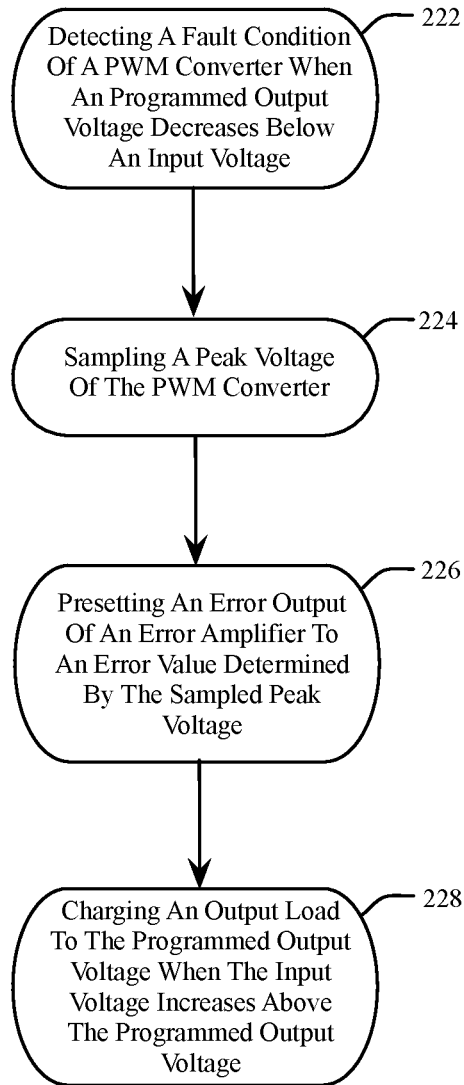 222
Detecting A Fault Condition
Of A PWM Converter When
An Programmed Output
Voltage Decreases Below
An Input Voltage
224
Sampling A Peak Voltage
Of The PWM Converter
226
Presetting An Error Output
Of An Error Amplifier To
An Error Value Determined
By The Sampled Peak
Voltage
228
Charging An Output Load
To The Programmed Output
Voltage When The Input
Voltage Increases Above
The Programmed Output
Voltage